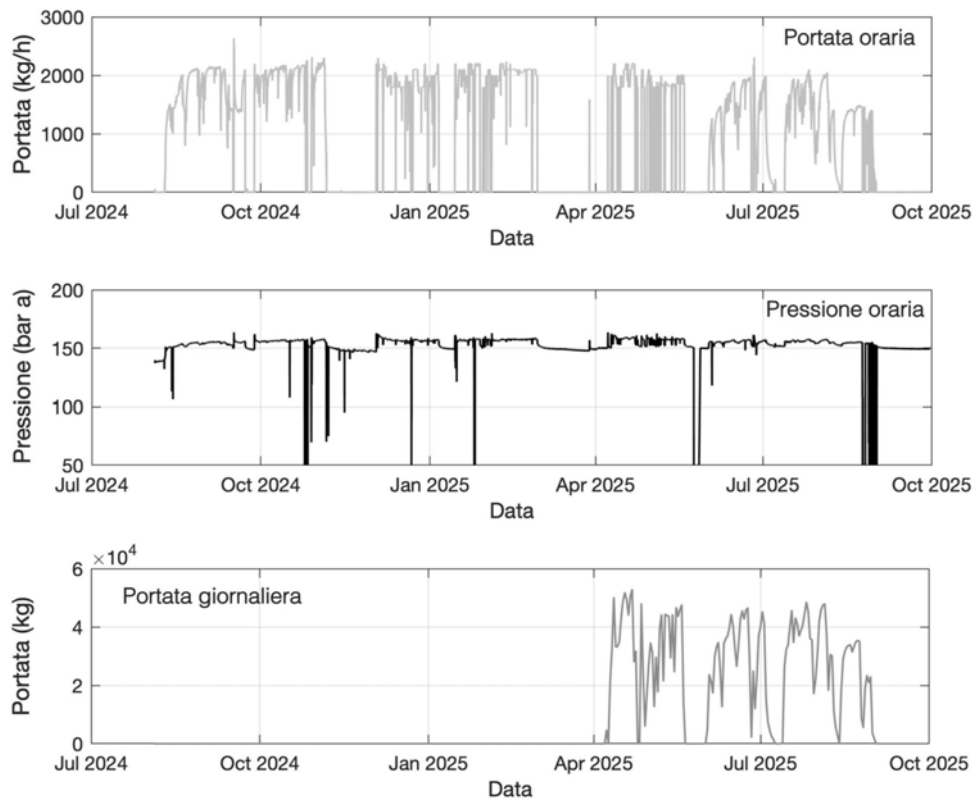 Portata oraria
Portata (kg/h)
3000
2000
1000
0
Jul 2024 Oct 2024 Jan 2025 Apr 2025 Jul 2025 Oct 2025
Data
Pressione oraria
Pressione (bar a)
200
150
100
50
Jul 2024 Oct 2024 Jan 2025 Apr 2025 Jul 2025 Oct 2025
Data
×10⁴
Portata giornaliera
Portata (kg)
6
4
2
0
Jul 2024 Oct 2024 Jan 2025 Apr 2025 Jul 2025 Oct 2025
Data